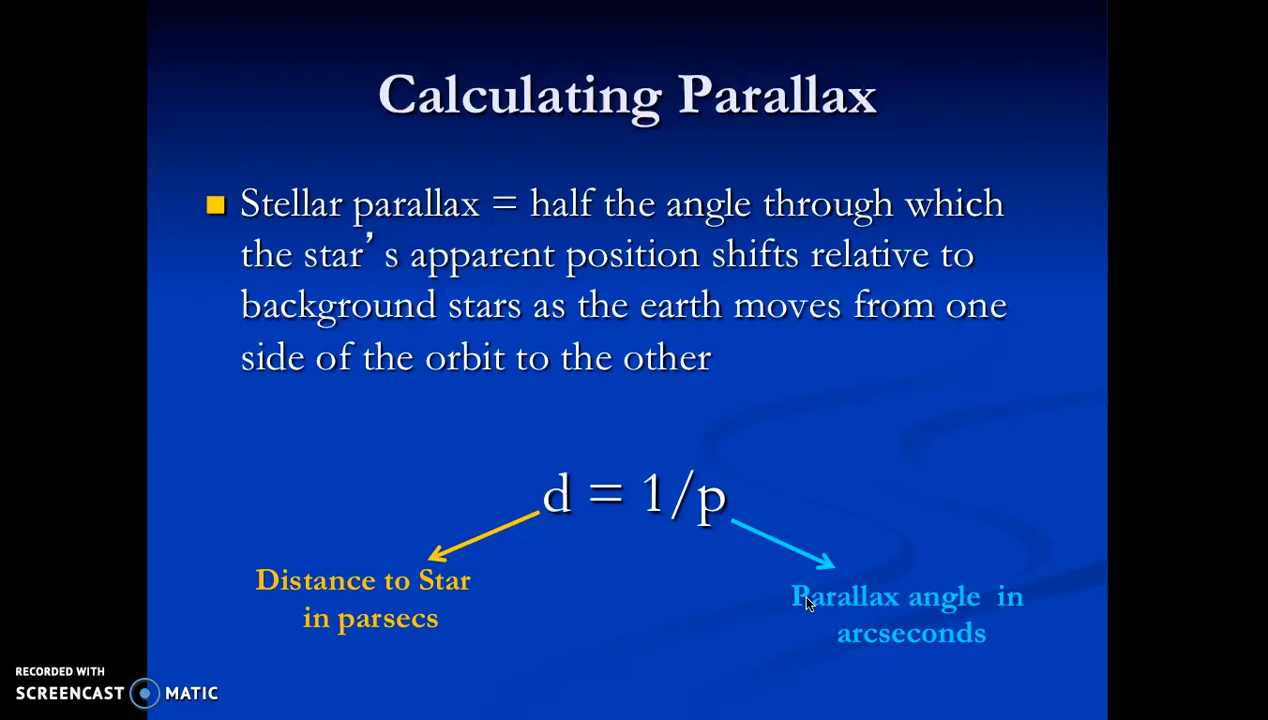 Calculating Parallax
Stellar parallax = half the angle through which
the star’s apparent position shifts relative to
background stars as the earth moves from one
side of the orbit to the other
d = 1/p
Distance to Star
in parsecs
Parallax angle in
arcseconds
RECORDED WITH
SCREENCAST MATIC